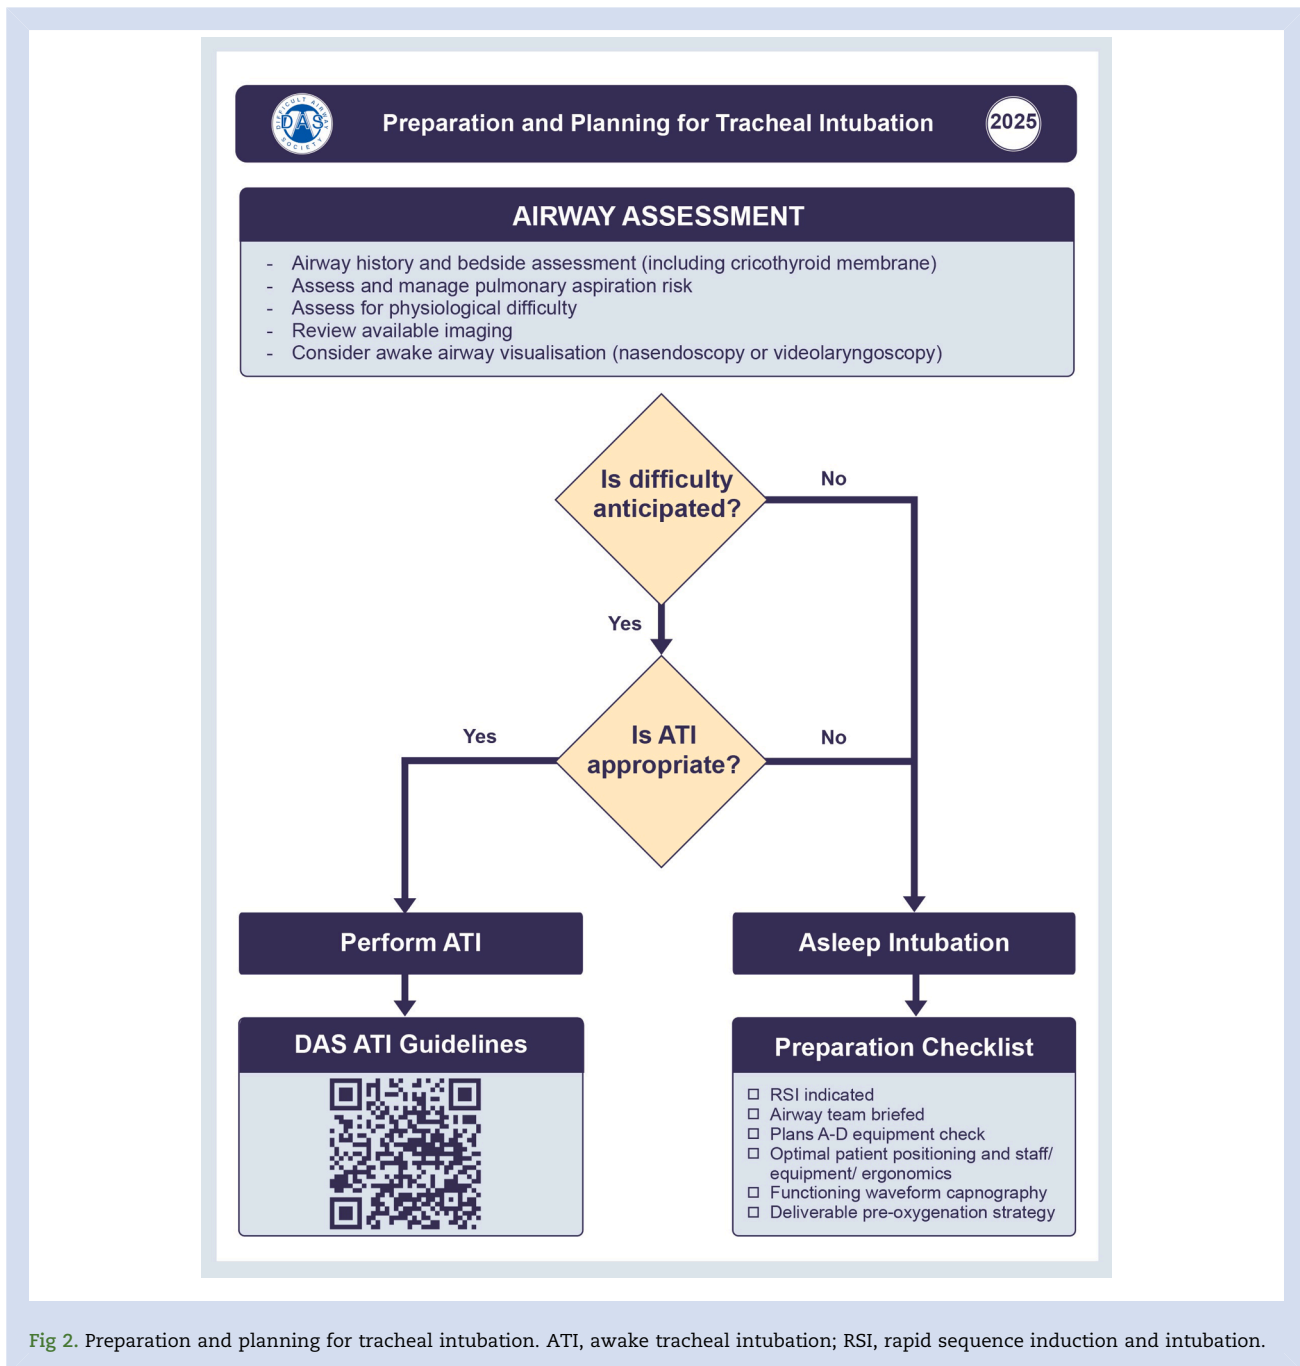 DIFFICULT AIRWAY SOCIETY
DAS
Preparation and Planning for Tracheal Intubation
2025
AIRWAY ASSESSMENT
- Airway history and bedside assessment (including cricothyroid membrane)
- Assess and manage pulmonary aspiration risk
- Assess for physiological difficulty
- Review available imaging
- Consider awake airway visualisation (nasendoscopy or videolaryngoscopy)
Is difficulty
anticipated?
No
Yes
Is ATI
appropriate?
Yes
No
Perform ATI
Asleep Intubation
DAS ATI Guidelines
Preparation Checklist
☐ RSI indicated
☐ Airway team briefed
☐ Plans A-D equipment check
☐ Optimal patient positioning and staff/
equipment/ ergonomics
☐ Functioning waveform capnography
☐ Deliverable pre-oxygenation strategy
Fig 2. Preparation and planning for tracheal intubation. ATI, awake tracheal intubation; RSI, rapid sequence induction and intubation.